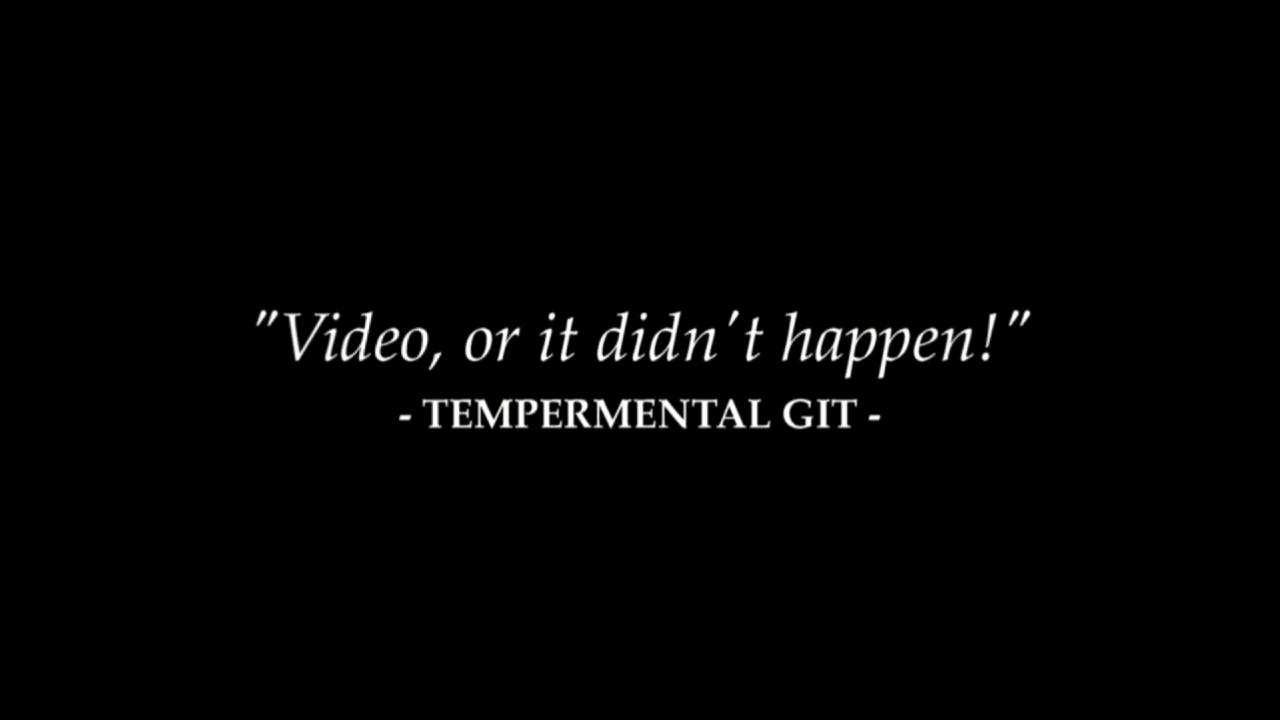 "Video, or it didn't happen!"
- TEMPERMENTAL GIT -